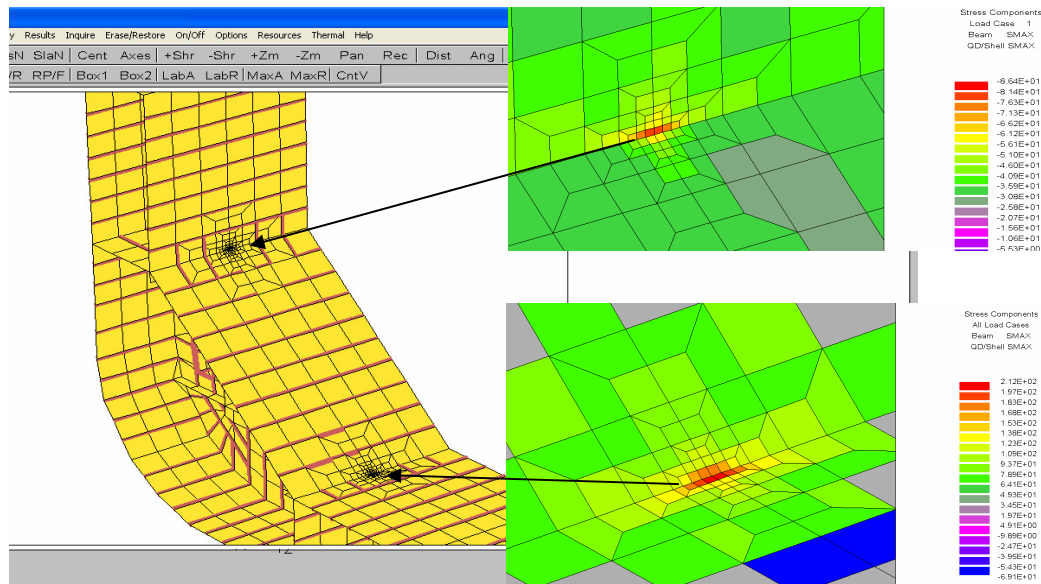 Results Inquire Erase/Restore On/Off Options Resources Thermal Help
SlaN Cent Axes +Shr -Shr +Zm -Zm Pan Rec Dist Ang
RP/F Box1 Box2 LabA LabR MaxA MaxR CntV
Stress Components
Load Case 1
Beam SMAX
QD/Shell SMAX
-8.64E+01
-8.14E+01
-7.63E+01
-7.13E+01
-6.62E+01
-6.12E+01
-5.61E+01
-5.10E+01
-4.60E+01
-4.09E+01
-3.59E+01
-3.08E+01
-2.58E+01
-2.07E+01
-1.56E+01
-1.06E+01
-5.53E+00
Stress Components
All Load Cases
Beam SMAX
QD/Shell SMAX
2.12E+02
1.97E+02
1.83E+02
1.68E+02
1.53E+02
1.38E+02
1.23E+02
1.09E+02
9.37E+01
7.89E+01
6.41E+01
4.93E+01
3.45E+01
1.97E+01
4.91E+00
-9.89E+00
-2.47E+01
-3.95E+01
-5.43E+01
-6.91E+01